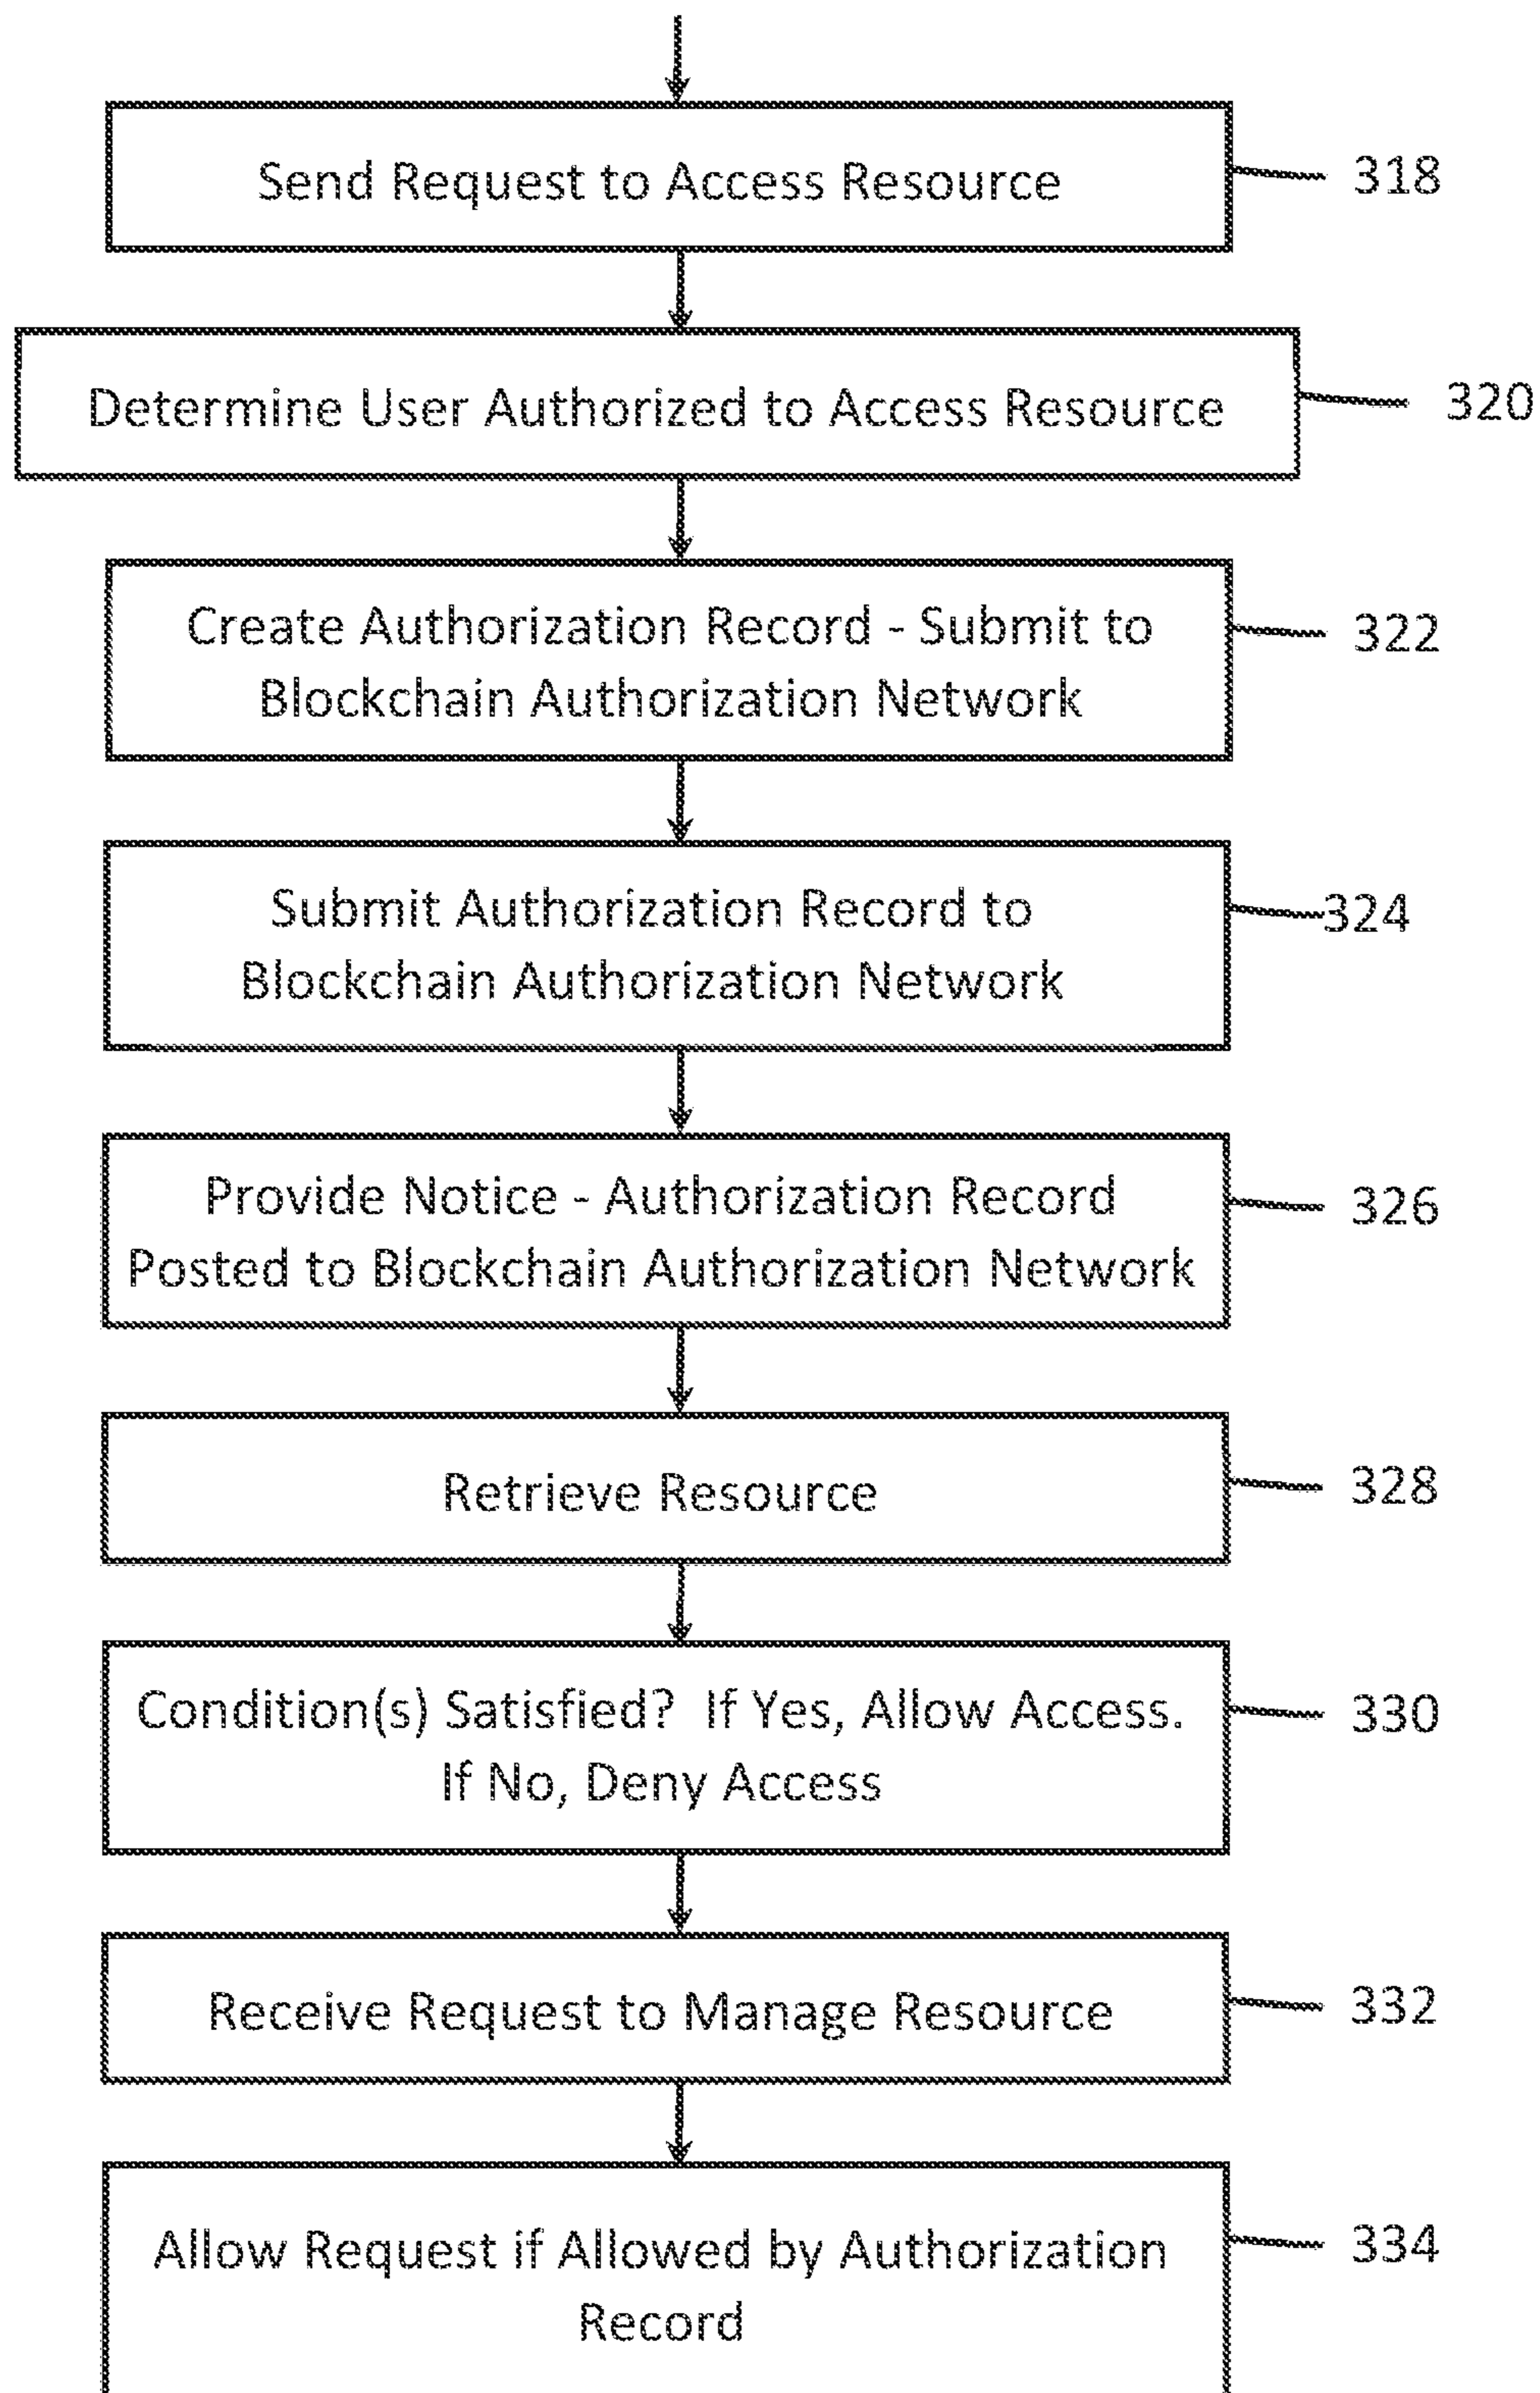 Send Request to Access Resource
318
Determine User Authorized to Access Resource
320
Create Authorization Record - Submit to
Blockchain Authorization Network
322
Submit Authorization Record to
Blockchain Authorization Network
324
Provide Notice - Authorization Record
Posted to Blockchain Authorization Network
326
Retrieve Resource
328
Condition(s) Satisfied?  If Yes, Allow Access.
If No, Deny Access
330
Receive Request to Manage Resource
332
Allow Request if Allowed by Authorization
Record
334